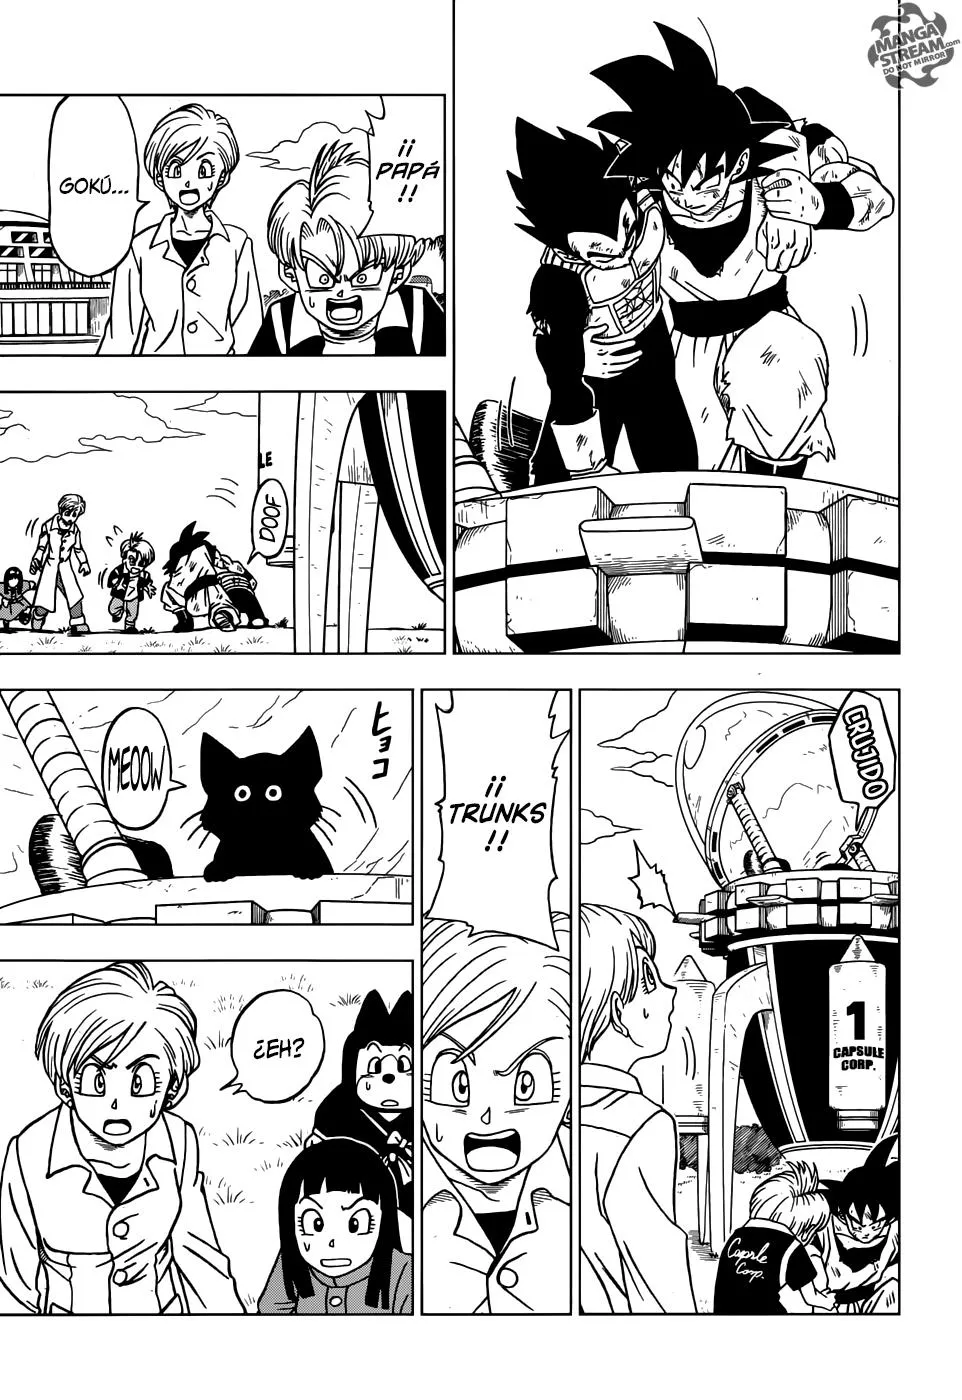 MANGA
STREAM.com
DO NOT MIRROR
¡¡
PAPÁ
!!
GOKÚ...
DOOF
LE
CRUJIDO
1
CAPSULE
CORP.
Capsle
Corp.
¡¡
TRUNKS
!!
ヒョコ
MEOOW
¿EH?